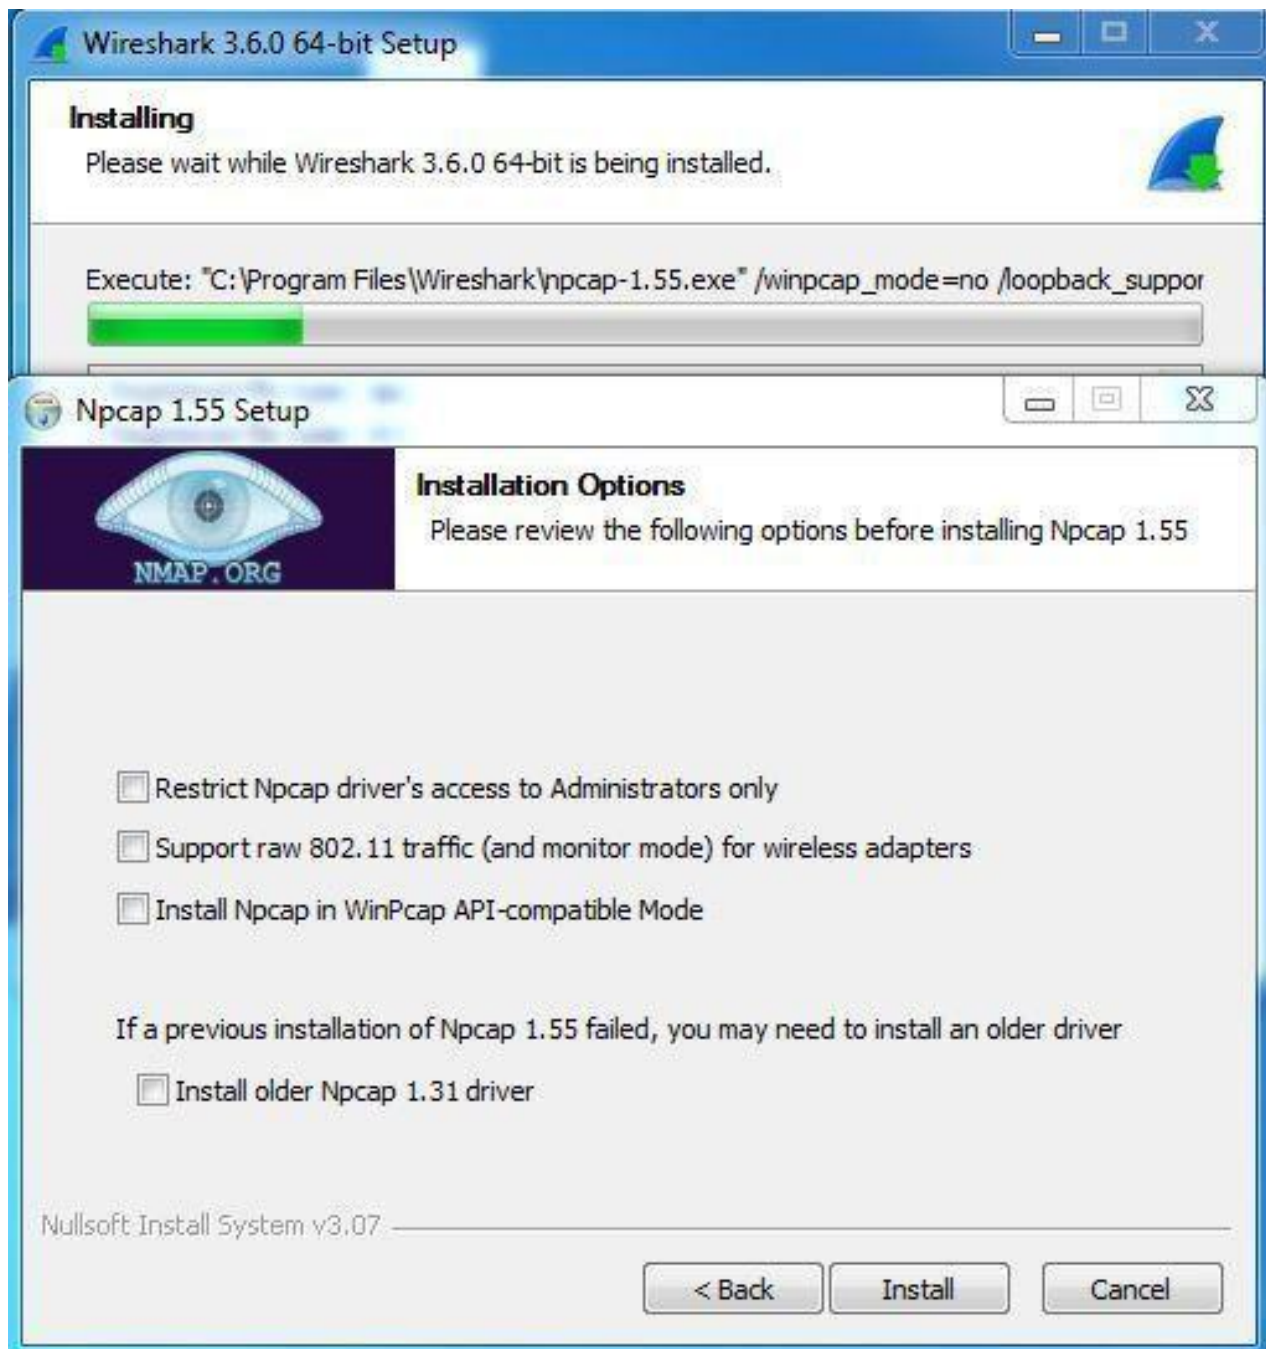 Wireshark 3.6.0 64-bit Setup
Installing
Please wait while Wireshark 3.6.0 64-bit is being installed.
Execute: "C:\Program Files\Wireshark\npcap-1.55.exe" /winpcap_mode=no /loopback_suppor
Npcap 1.55 Setup
NMAP.ORG
Installation Options
Please review the following options before installing Npcap 1.55
Restrict Npcap driver's access to Administrators only
Support raw 802.11 traffic (and monitor mode) for wireless adapters
Install Npcap in WinPcap API-compatible Mode
If a previous installation of Npcap 1.55 failed, you may need to install an older driver
Install older Npcap 1.31 driver
Nullsoft Install System v3.07
< Back Install Cancel